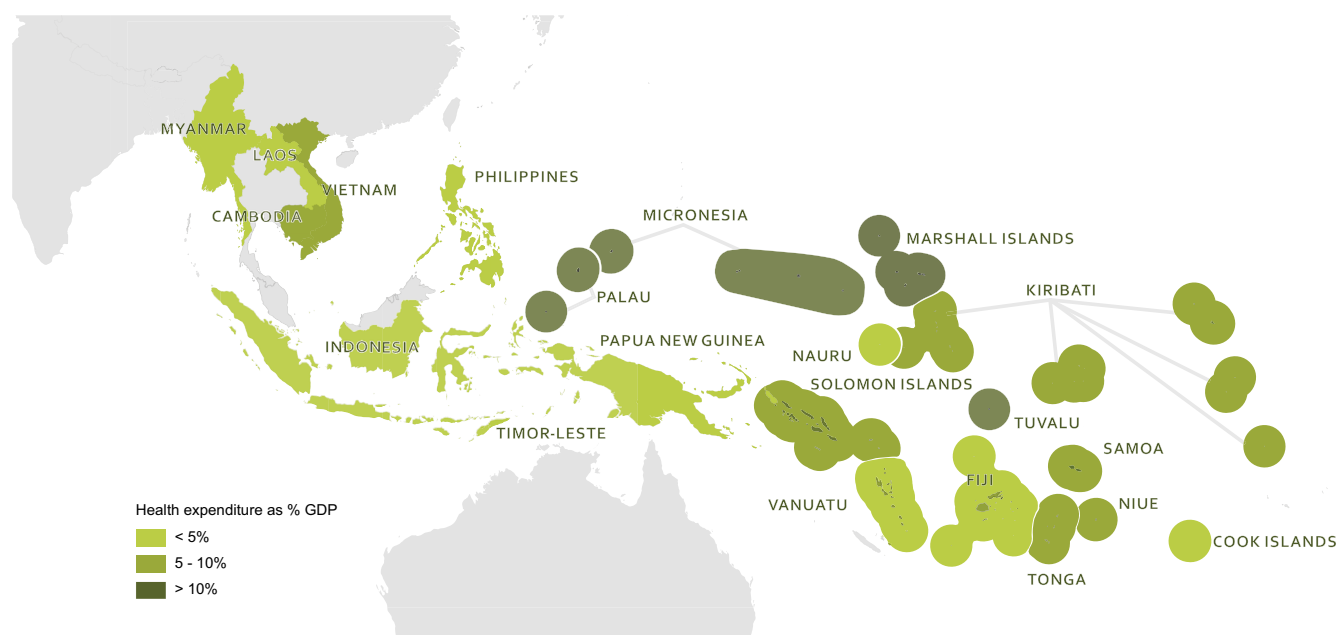 MYANMAR
LAOS
VIETNAM
CAMBODIA
PHILIPPINES
MICRONESIA
MARSHALL ISLANDS
PALAU
KIRIBATI
INDONESIA
PAPUA NEW GUINEA
NAURU
SOLOMON ISLANDS
TUVALU
TIMOR-LESTE
SAMOA
FIJI
VANUATU
NIUE
COOK ISLANDS
TONGA
Health expenditure as % GDP
< 5%
5 - 10%
> 10%